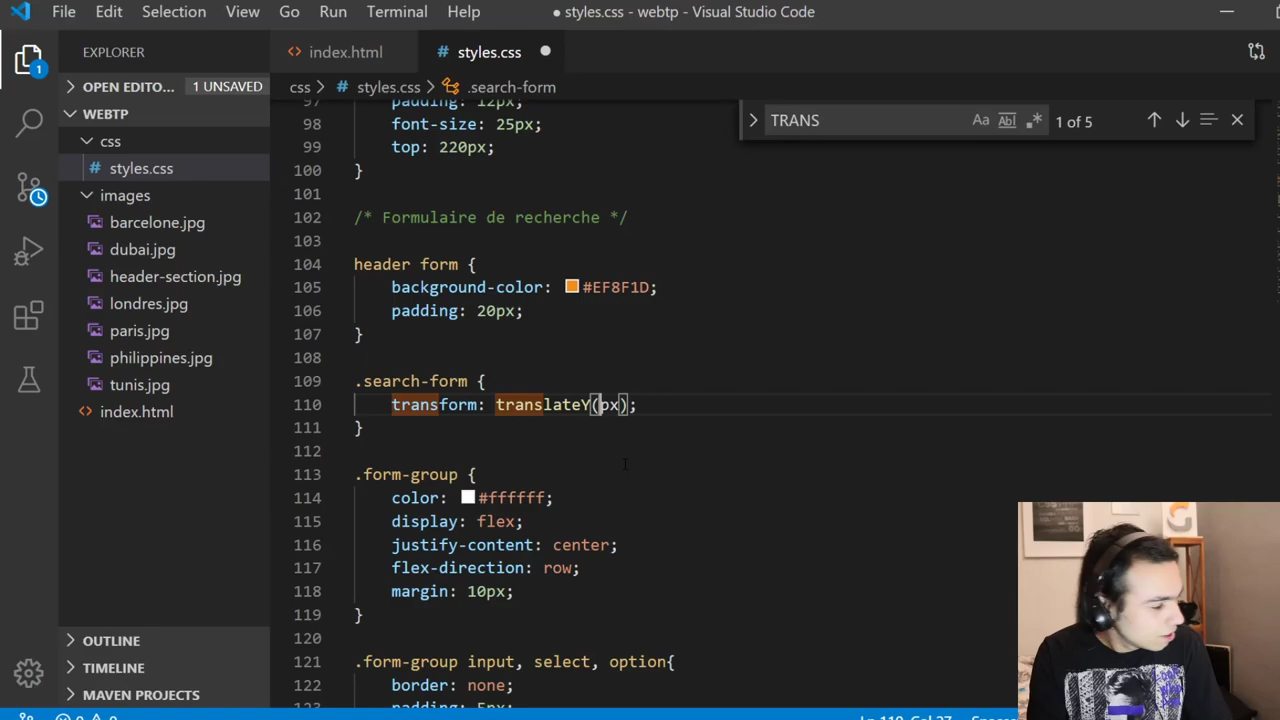 File Edit Selection View Go Run Terminal Help ● styles.css - webtp - Visual Studio Code
EXPLORER
<> index.html
# styles.css ●
1
OPEN EDITO... 1 UNSAVED
WEBTP
css
# styles.css
images
barcelone.jpg
dubai.jpg
header-section.jpg
londres.jpg
paris.jpg
philippines.jpg
tunis.jpg
<> index.html
OUTLINE
TIMELINE
MAVEN PROJECTS
css > # styles.css > .search-form
TRANS Aa Abl .* 1 of 5
97 padding: 12px;
98 font-size: 25px;
99 top: 220px;
100 }
101
102 /* Formulaire de recherche */
103
104 header form {
105 background-color: #EF8F1D;
106 padding: 20px;
107 }
108
109 .search-form {
110 transform: translateY(px);
111 }
112
113 .form-group {
114 color: #ffffff;
115 display: flex;
116 justify-content: center;
117 flex-direction: row;
118 margin: 10px;
119 }
120
121 .form-group input, select, option{
122 border: none;
123 padding: 5px;